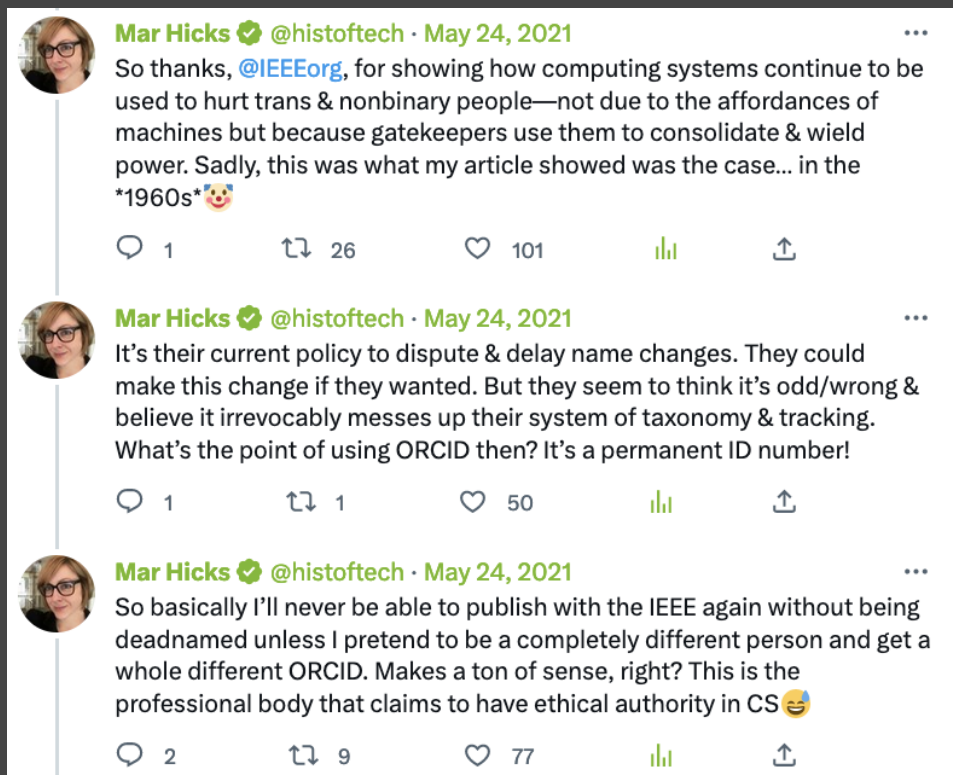 Mar Hicks @histoftech · May 24, 2021
So thanks, @IEEEorg, for showing how computing systems continue to be
used to hurt trans & nonbinary people—not due to the affordances of
machines but because gatekeepers use them to consolidate & wield
power. Sadly, this was what my article showed was the case... in the
*1960s*🤡
1 26 101
Mar Hicks @histoftech · May 24, 2021
It's their current policy to dispute & delay name changes. They could
make this change if they wanted. But they seem to think it's odd/wrong &
believe it irrevocably messes up their system of taxonomy & tracking.
What's the point of using ORCID then? It's a permanent ID number!
1 1 50
Mar Hicks @histoftech · May 24, 2021
So basically I'll never be able to publish with the IEEE again without being
deadnamed unless I pretend to be a completely different person and get a
whole different ORCID. Makes a ton of sense, right? This is the
professional body that claims to have ethical authority in CS😅
2 9 77